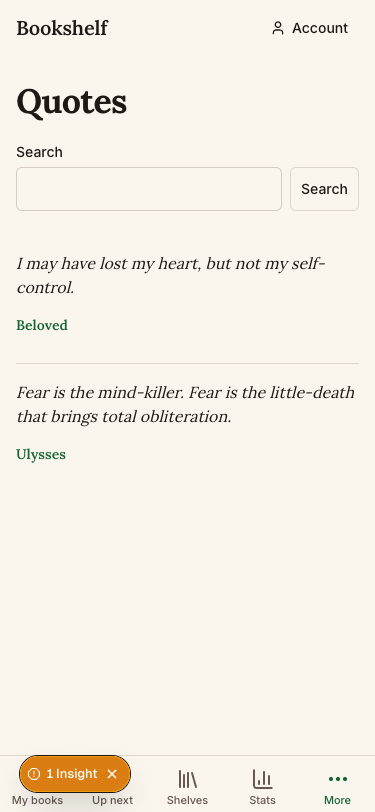 Bookshelf
Account
Quotes
Search
Search
I may have lost my heart, but not my self-
control.
Beloved
Fear is the mind-killer. Fear is the little-death
that brings total obliteration.
Ulysses
1 Insight
My books
Up next
Shelves
Stats
More